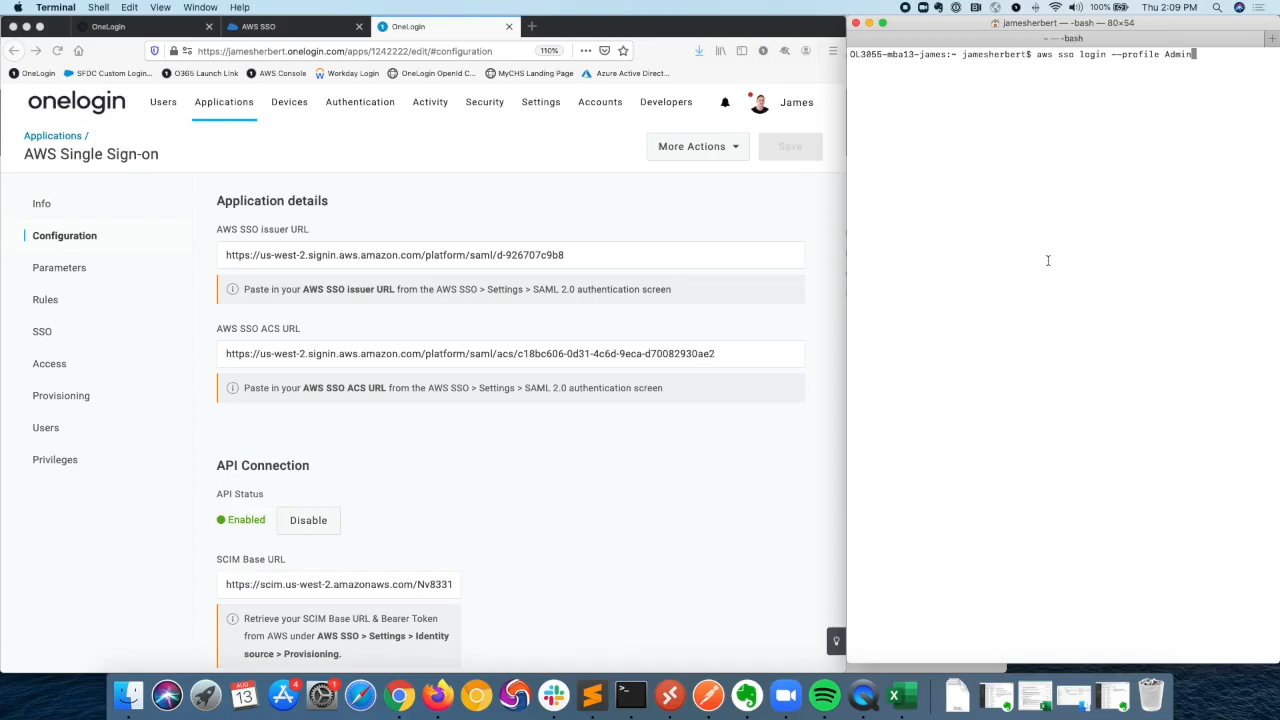 Terminal Shell Edit View Window Help
100% Thu 2:09 PM
OneLogin
AWS SSO
OneLogin
https://jamesherbert.onelogin.com/apps/1242222/edit/#configuration
110%
OneLogin
SFDC Custom Login...
O365 Launch Link
AWS Console
Workday Login
OneLogin OpenId C...
MyCHS Landing Page
Azure Active Direct...
onelogin
Users Applications Devices Authentication Activity Security Settings Accounts Developers James
Applications /
AWS Single Sign-on
More Actions
Save
Info
Configuration
Parameters
Rules
SSO
Access
Provisioning
Users
Privileges
Application details
AWS SSO issuer URL
https://us-west-2.signin.aws.amazon.com/platform/saml/d-926707c9b8
Paste in your AWS SSO issuer URL from the AWS SSO > Settings > SAML 2.0 authentication screen
AWS SSO ACS URL
https://us-west-2.signin.aws.amazon.com/platform/saml/acs/c18bc606-0d31-4c6d-9eca-d70082930ae2
Paste in your AWS SSO ACS URL from the AWS SSO > Settings > SAML 2.0 authentication screen
API Connection
API Status
Enabled
Disable
SCIM Base URL
https://scim.us-west-2.amazonaws.com/Nv8331
Retrieve your SCIM Base URL & Bearer Token
from AWS under AWS SSO > Settings > Identity
source > Provisioning.
jamesherbert — -bash — 80×54
~ — -bash
OL3055-mba13-james:~ jamesherbert$ aws sso login --profile Admin
AUG
13
4
1